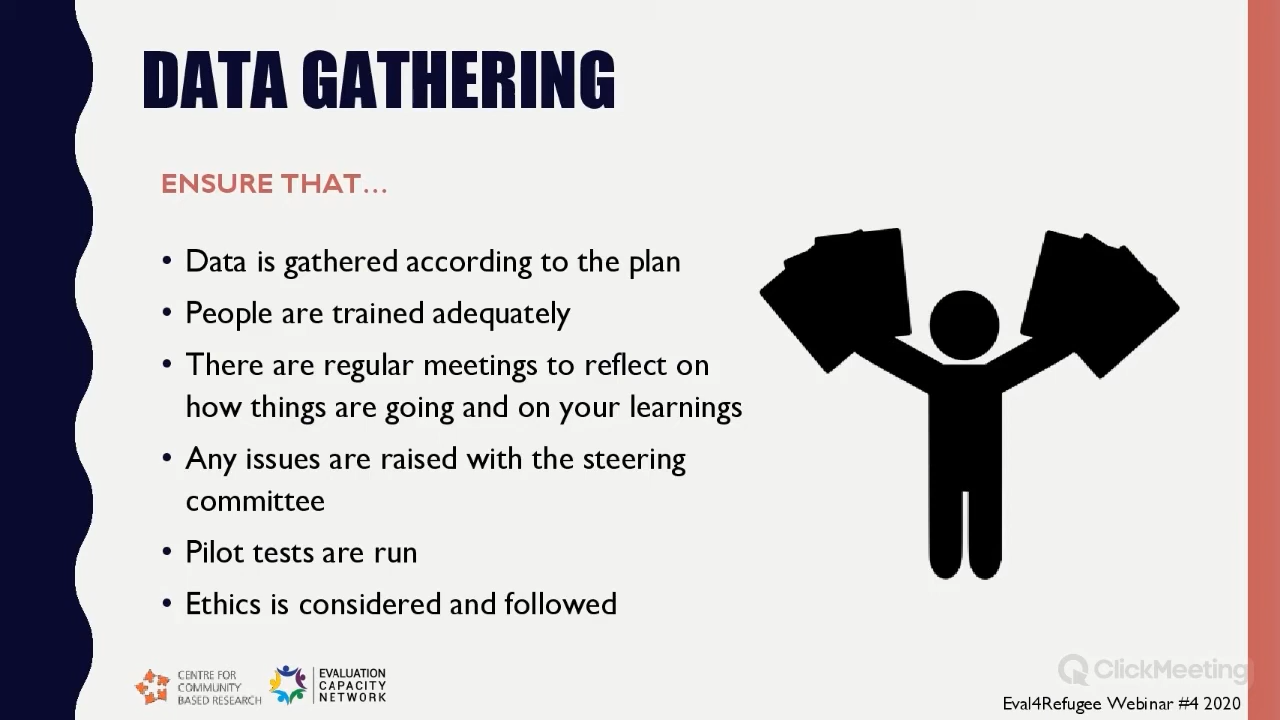 DATA GATHERING
ENSURE THAT…
• Data is gathered according to the plan
• People are trained adequately
• There are regular meetings to reflect on
how things are going and on your learnings
• Any issues are raised with the steering
committee
• Pilot tests are run
• Ethics is considered and followed
CENTRE FOR
COMMUNITY
BASED RESEARCH
EVALUATION
CAPACITY
NETWORK
ClickMeeting
Eval4Refugee Webinar #4 2020